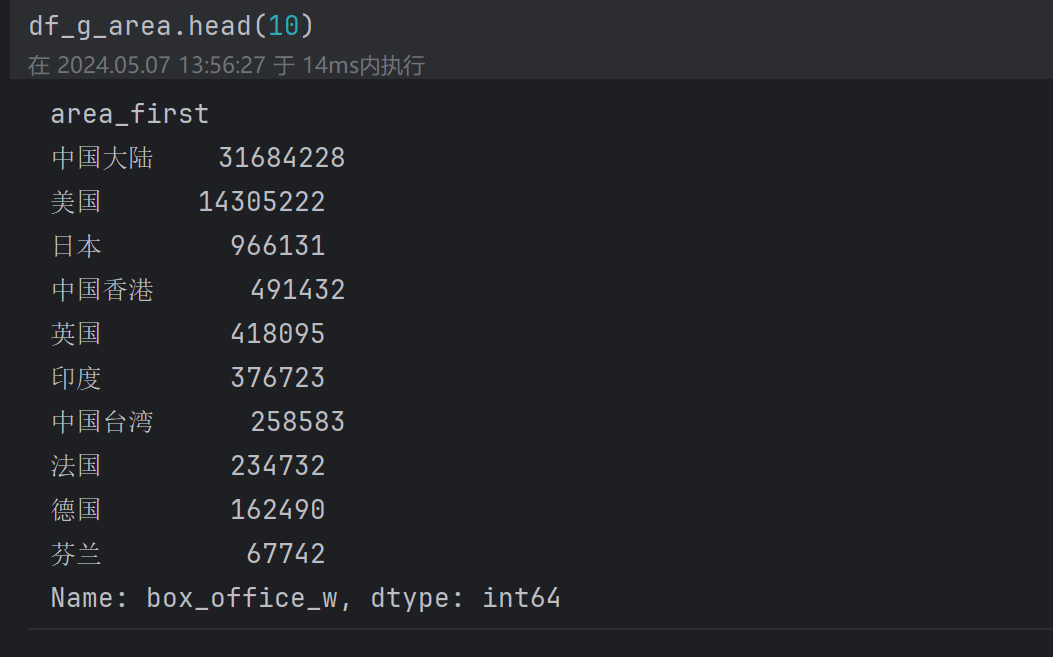 df_g_area.head(10)
在 2024.05.07 13:56:27 于 14ms内执行
area_first
中国大陆 31684228
美国 14305222
日本 966131
中国香港 491432
英国 418095
印度 376723
中国台湾 258583
法国 234732
德国 162490
芬兰 67742
Name: box_office_w, dtype: int64